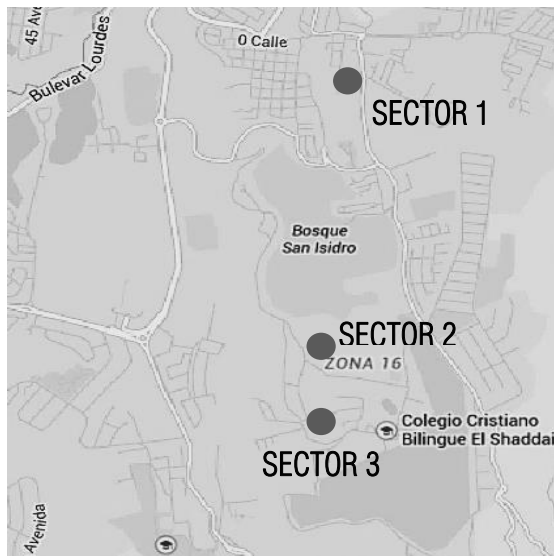 45 Ave
Bulevar Lourdes
0 Calle
SECTOR 1
Bosque
San Isidro
SECTOR 2
ZONA 16
Colegio Cristiano
Bilingue El Shaddai
SECTOR 3
Avenida